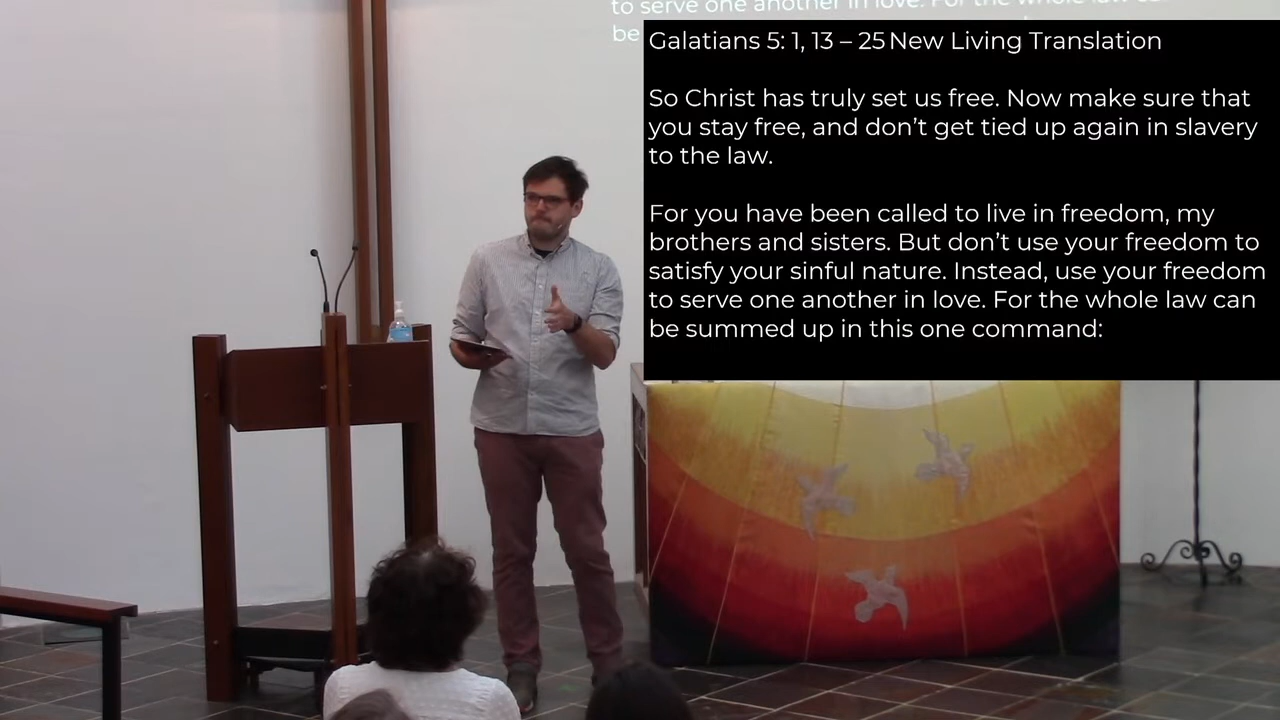 to serve one another in love. For the whole law ca
be
Galatians 5: 1, 13 – 25 New Living Translation
So Christ has truly set us free. Now make sure that
you stay free, and don’t get tied up again in slavery
to the law.
For you have been called to live in freedom, my
brothers and sisters. But don’t use your freedom to
satisfy your sinful nature. Instead, use your freedom
to serve one another in love. For the whole law can
be summed up in this one command: